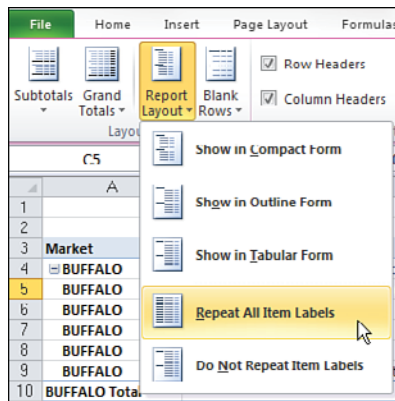 File Home Insert Page Layout Formulas
Subtotals Grand Totals Report Layout Blank Rows
Row Headers
Column Headers
C5
Show in Compact Form
Show in Outline Form
Show in Tabular Form
Repeat All Item Labels
Do Not Repeat Item Labels
A
1
2
3 Market
4 BUFFALO
5 BUFFALO
6 BUFFALO
7 BUFFALO
8 BUFFALO
9 BUFFALO
10 BUFFALO Total